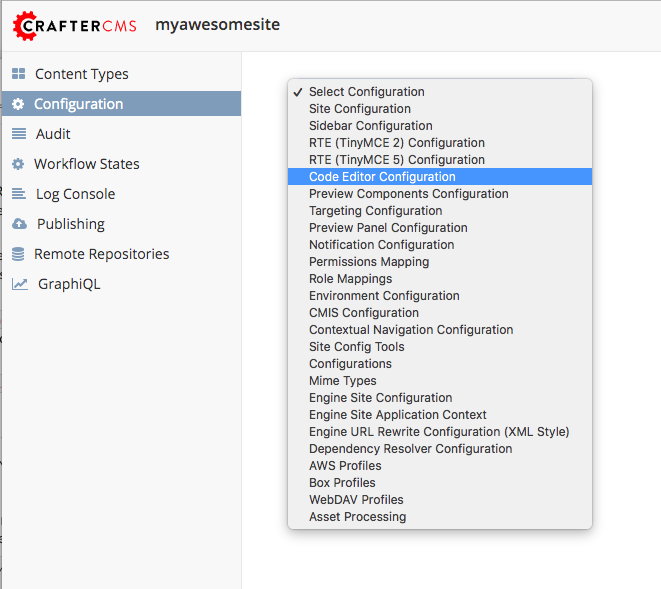 CRAFTERCMS myawesomesite
Content Types
Configuration
Audit
Workflow States
Log Console
Publishing
Remote Repositories
GraphiQL
Select Configuration
Site Configuration
Sidebar Configuration
RTE (TinyMCE 2) Configuration
RTE (TinyMCE 5) Configuration
Code Editor Configuration
Preview Components Configuration
Targeting Configuration
Preview Panel Configuration
Notification Configuration
Permissions Mapping
Role Mappings
Environment Configuration
CMIS Configuration
Contextual Navigation Configuration
Site Config Tools
Configurations
Mime Types
Engine Site Configuration
Engine Site Application Context
Engine URL Rewrite Configuration (XML Style)
Dependency Resolver Configuration
AWS Profiles
Box Profiles
WebDAV Profiles
Asset Processing